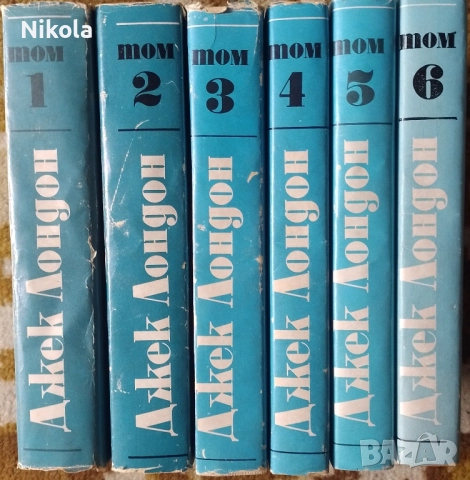 Nikola
том
1
Джек Лондон
том
2
Джек Лондон
том
3
Джек Лондон
том
4
Джек Лондон
том
5
Джек Лондон
том
6
Джек Лондон
BAZAR